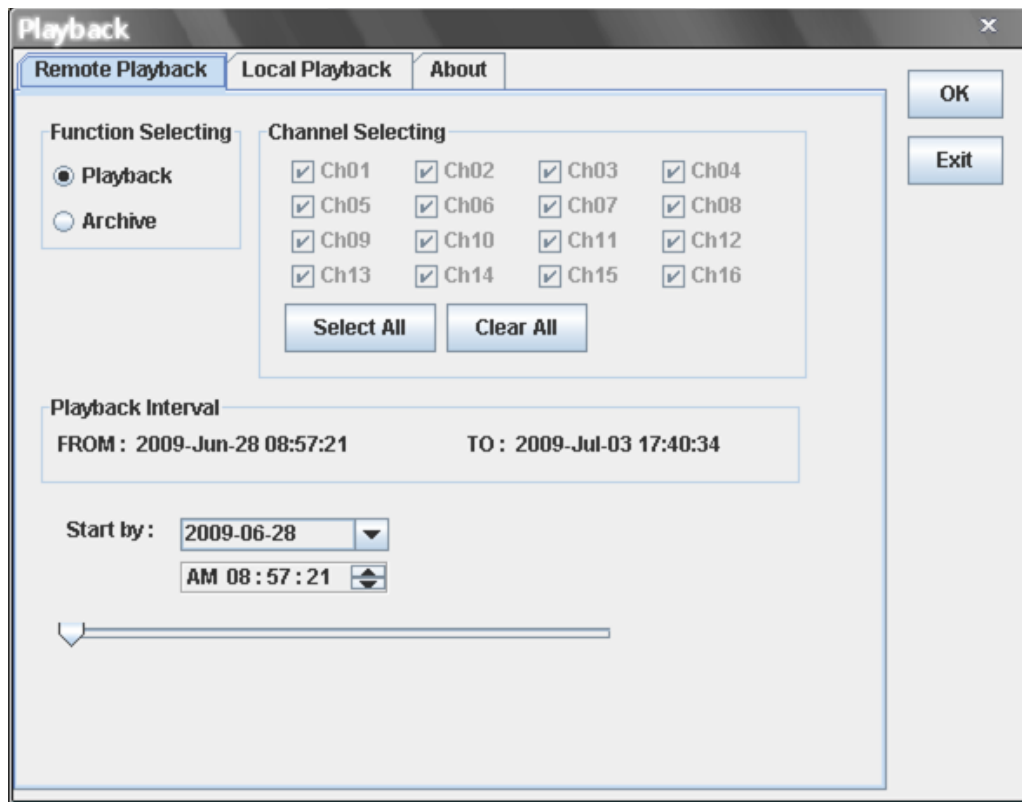 Playback
Remote Playback Local Playback About
OK
Exit
Function Selecting
Playback
Archive
Channel Selecting
Ch01 Ch02 Ch03 Ch04
Ch05 Ch06 Ch07 Ch08
Ch09 Ch10 Ch11 Ch12
Ch13 Ch14 Ch15 Ch16
Select All Clear All
Playback Interval
FROM : 2009-Jun-28 08:57:21 TO : 2009-Jul-03 17:40:34
Start by : 2009-06-28
AM 08 : 57 : 21